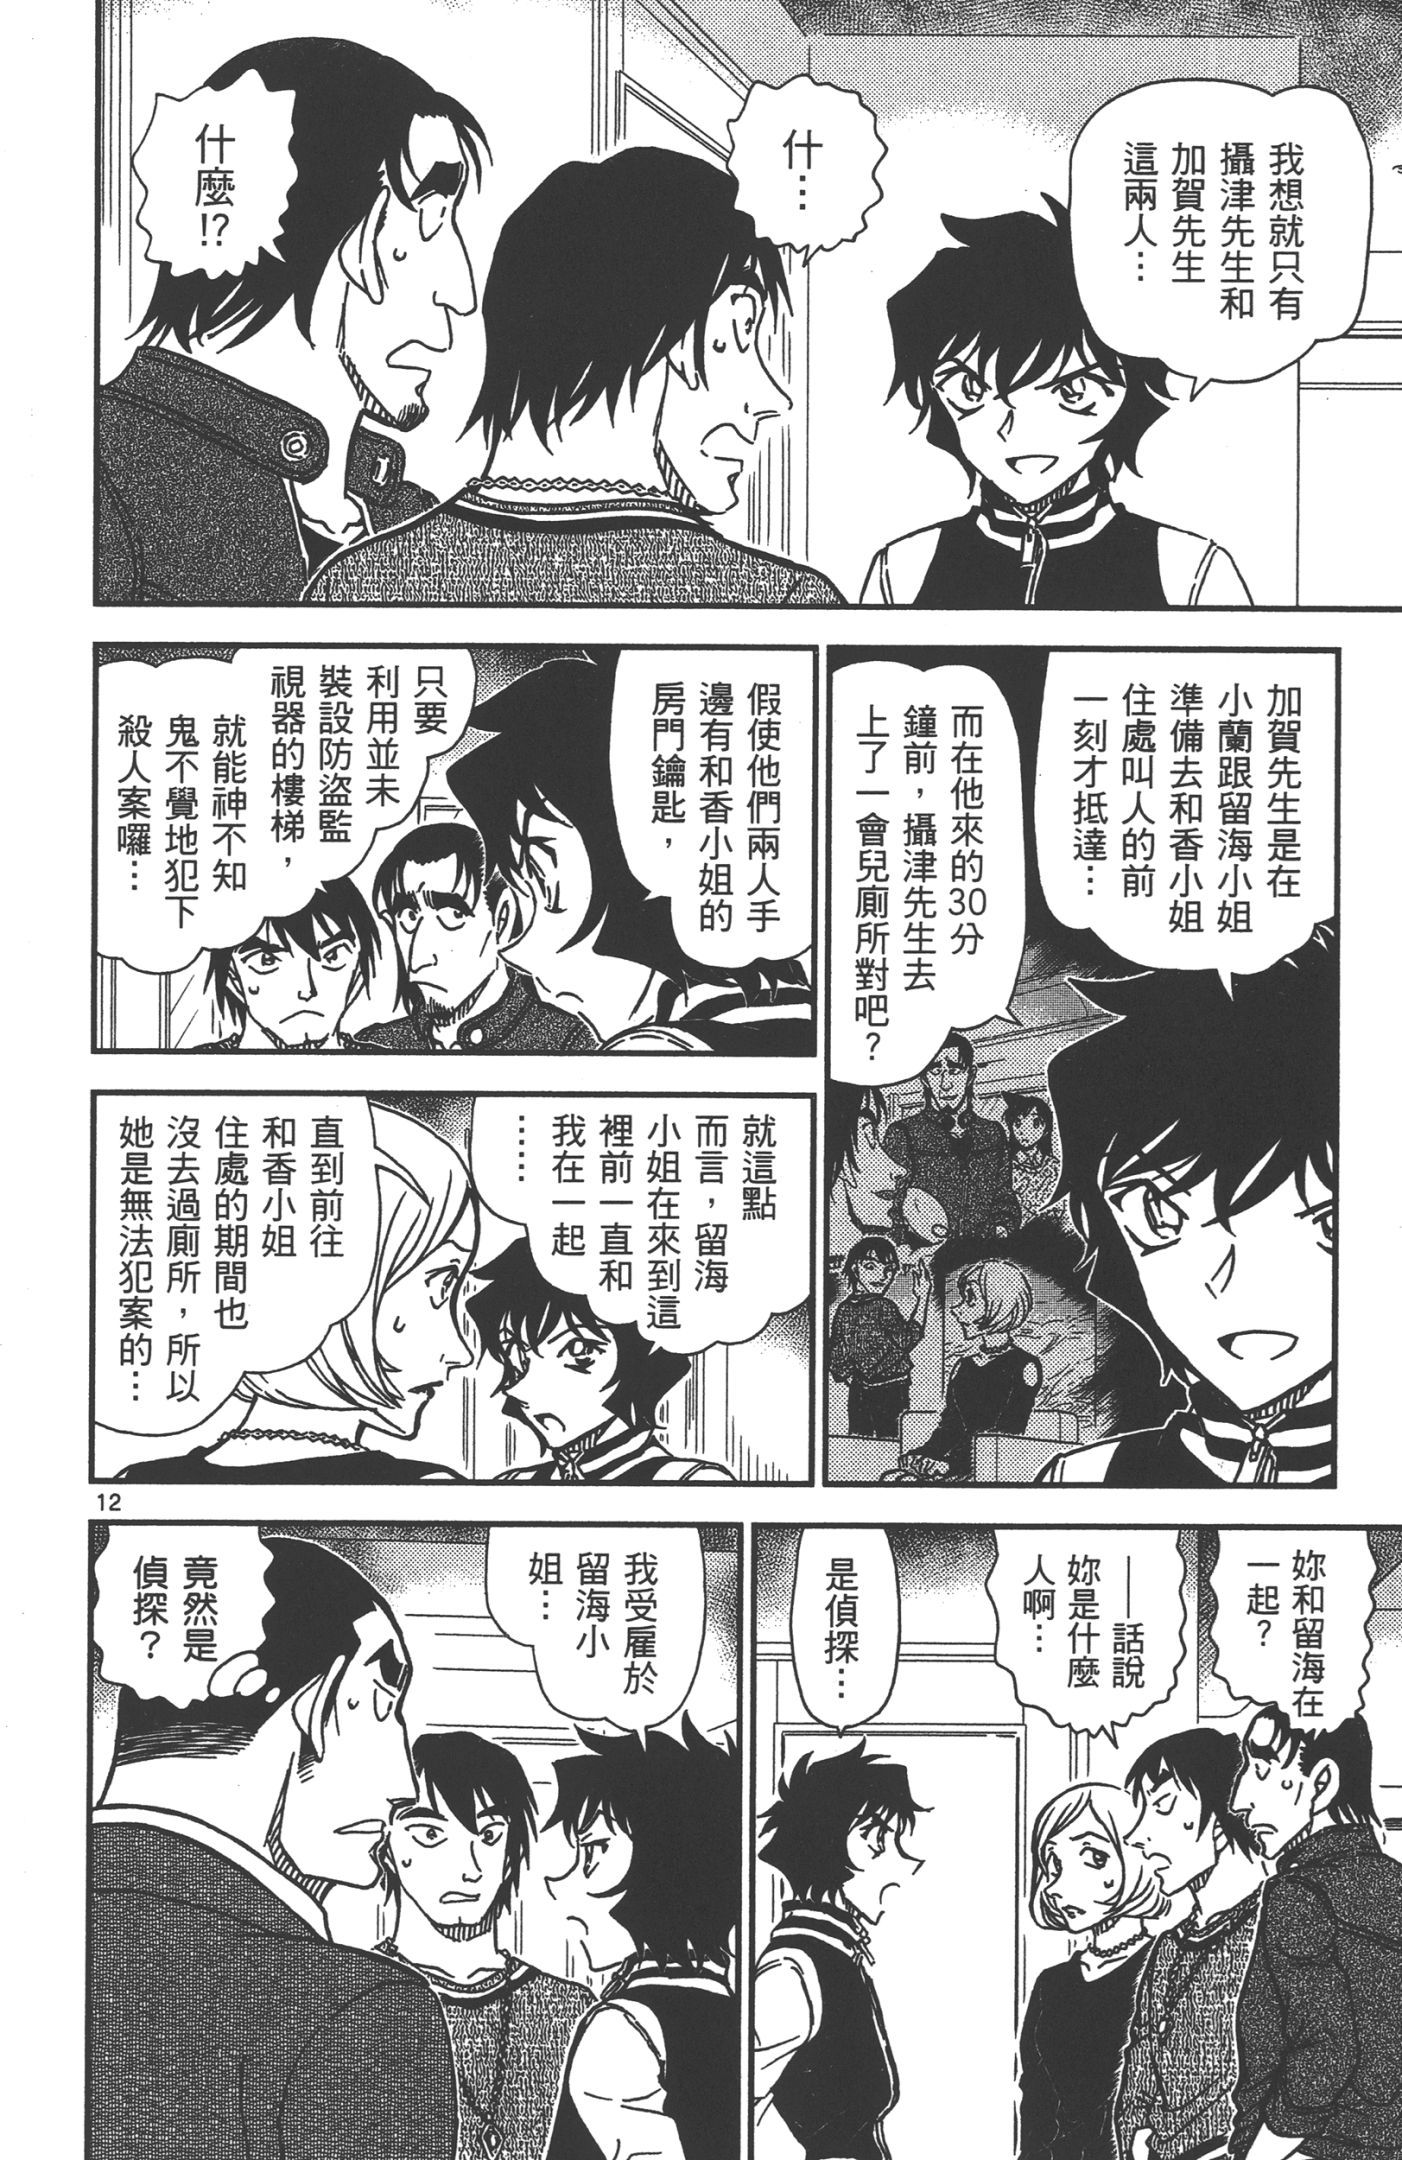 我想就只有
攝津先生和
加賀先生
這兩人…
什…
什麼!?
加賀先生是在
小蘭跟留海小姐
準備去和香小姐
住處叫人的前
一刻才抵達…
而在他來的30分
鐘前，攝津先生去
上了一會兒廁所對吧？
假使他們兩人手
邊有和香小姐的
房門鑰匙，
只要
利用並未
裝設防盜監
視器的樓梯，
就能神不知
鬼不覺地犯下
殺人案囉…
就這點
而言，留海
小姐在來到這
裡前一直和
我在一起
……
直到前往
和香小姐
住處的期間也
沒去過廁所，所以
她是無法犯案的…
12
妳和留海在
一起？
——話說
妳是什麼
人啊…
是偵探…
我受雇於
留海小
姐…
竟然是
偵探？